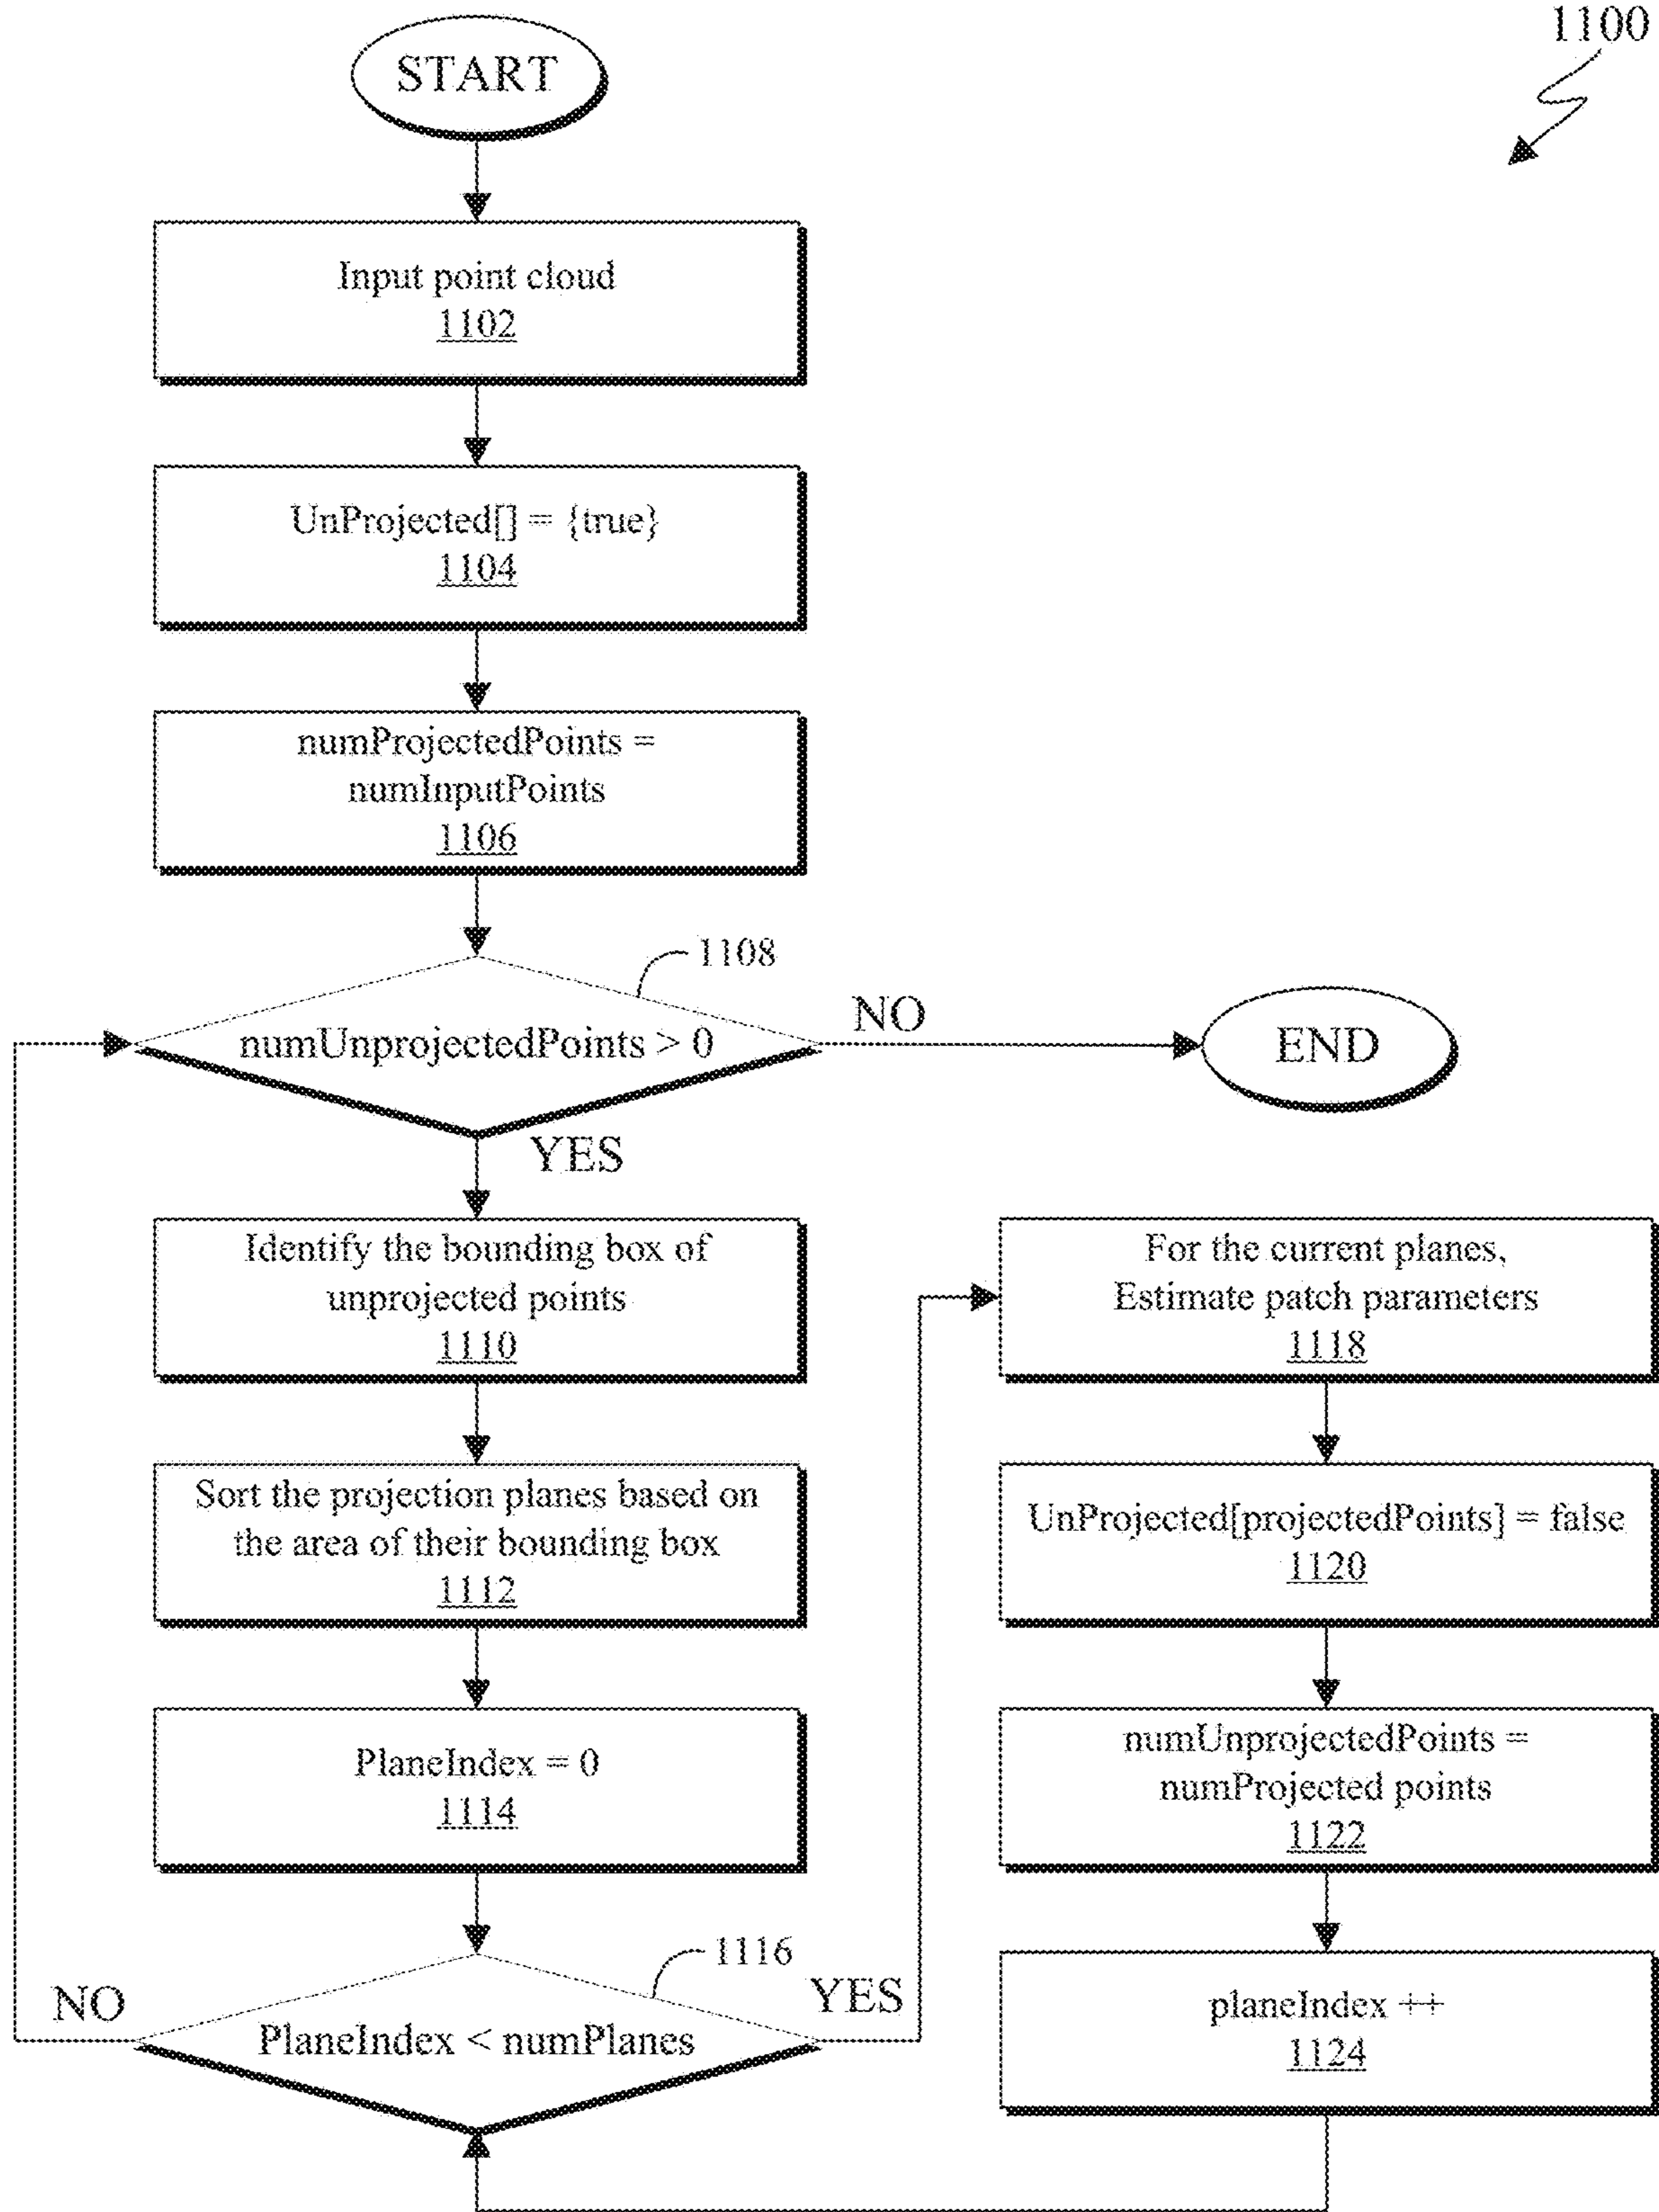 1100
START
Input point cloud
1102
UnProjected[] = {true}
1104
numProjectedPoints =
numInputPoints
1106
1108
numUnprojectedPoints > 0
NO
END
YES
Identify the bounding box of
unprojected points
1110
Sort the projection planes based on
the area of their bounding box
1112
PlaneIndex = 0
1114
1116
PlaneIndex < numPlanes
NO
YES
For the current planes,
Estimate patch parameters
1118
UnProjected[projectedPoints] = false
1120
numUnprojectedPoints =
numProjected points
1122
planeIndex ++
1124